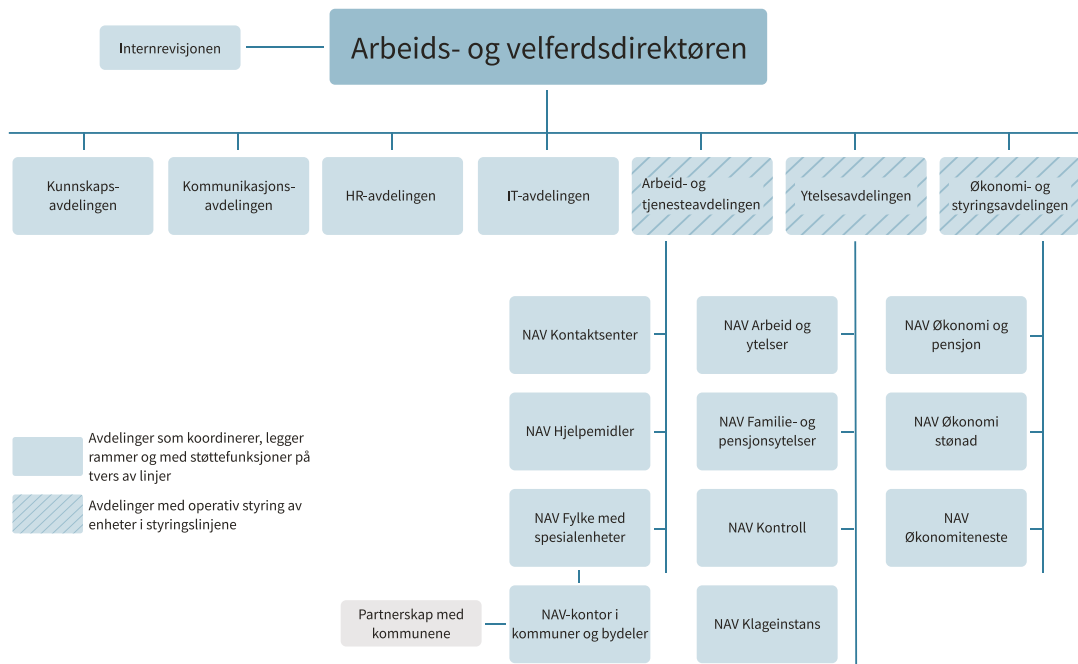 Internrevisjonen
Arbeids- og velferdsdirektøren
Kunnskaps-
avdelingen
Kommunikasjons-
avdelingen
HR-avdelingen
IT-avdelingen
Arbeid- og
tjenesteavdelingen
Ytelsesavdelingen
Økonomi- og
styringsavdelingen
NAV Kontaktsenter
NAV Arbeid og
ytelser
NAV Økonomi og
pensjon
NAV Hjelpemidler
NAV Familie- og
pensjonsytelser
NAV Økonomi
stønad
Avdelinger som koordinerer, legger
rammer og med støttefunksjoner på
tvers av linjer
Avdelinger med operativ styring av
enheter i styringslinjene
NAV Fylke med
spesialenheter
NAV Kontroll
NAV
Økonomiteneste
Partnerskap med
kommunene
NAV-kontor i
kommuner og bydeler
NAV Klageinstans